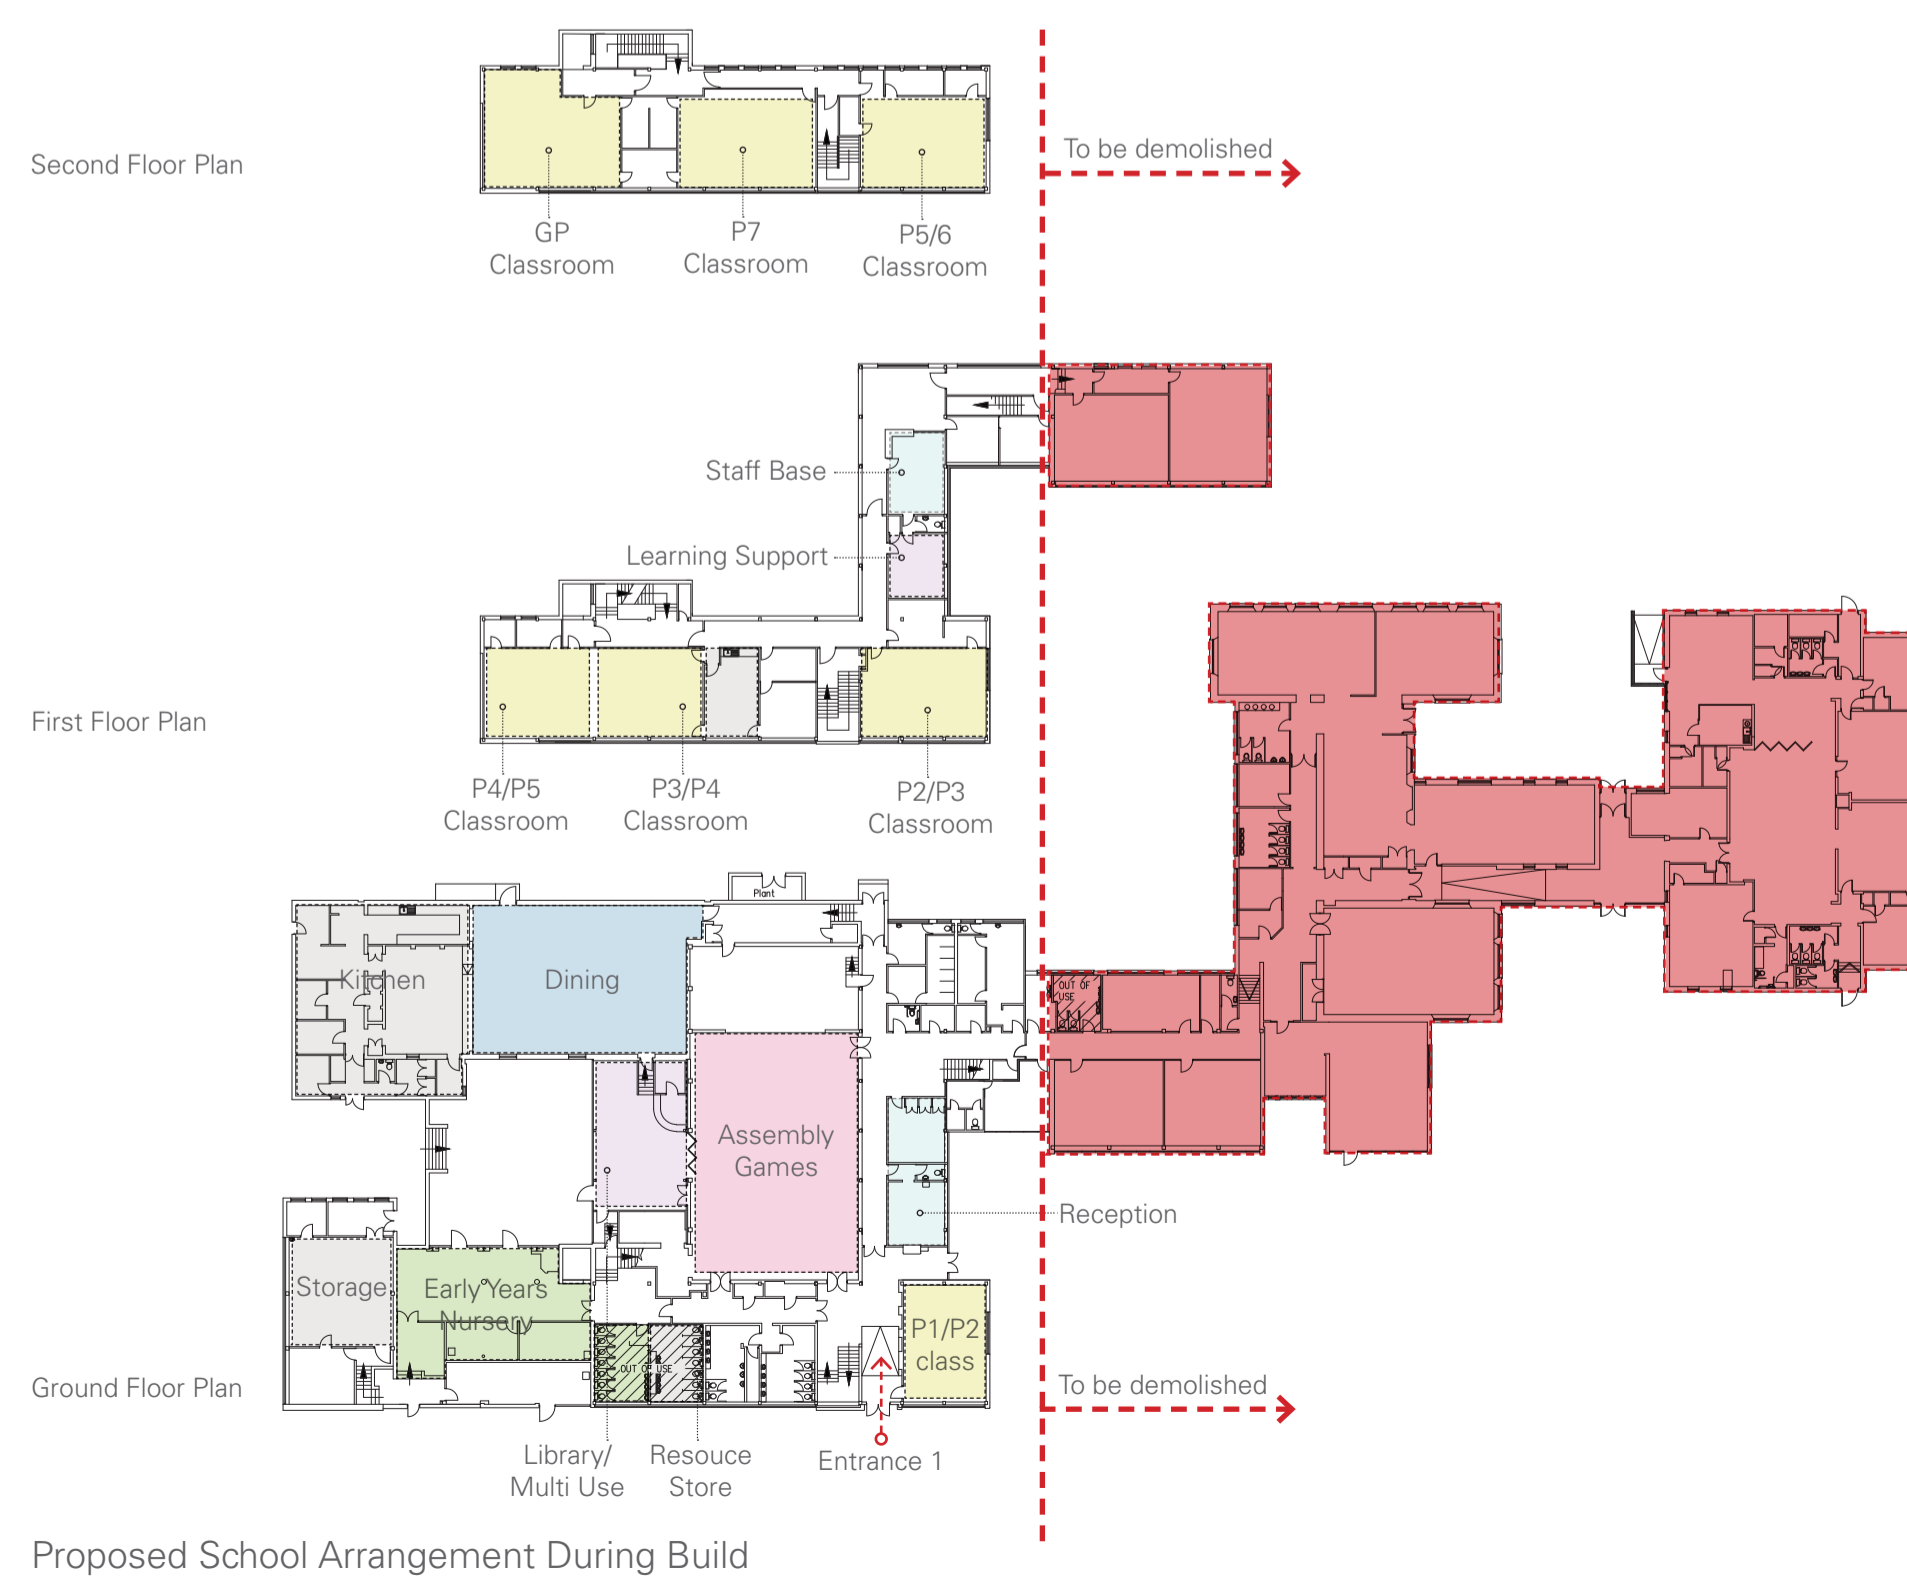 Second Floor Plan
To be demolished
GP
Classroom
P7
Classroom
P5/6
Classroom
Staff Base
Learning Support
First Floor Plan
P4/P5
Classroom
P3/P4
Classroom
P2/P3
Classroom
Plant
Kitchen
Dining
OUT OF
USE
Assembly
Games
Reception
Storage
Early Years
Nursery
P1/P2
class
OUT OF USE
Ground Floor Plan
To be demolished
Library/
Multi Use
Resouce
Store
Entrance 1
Proposed School Arrangement During Build